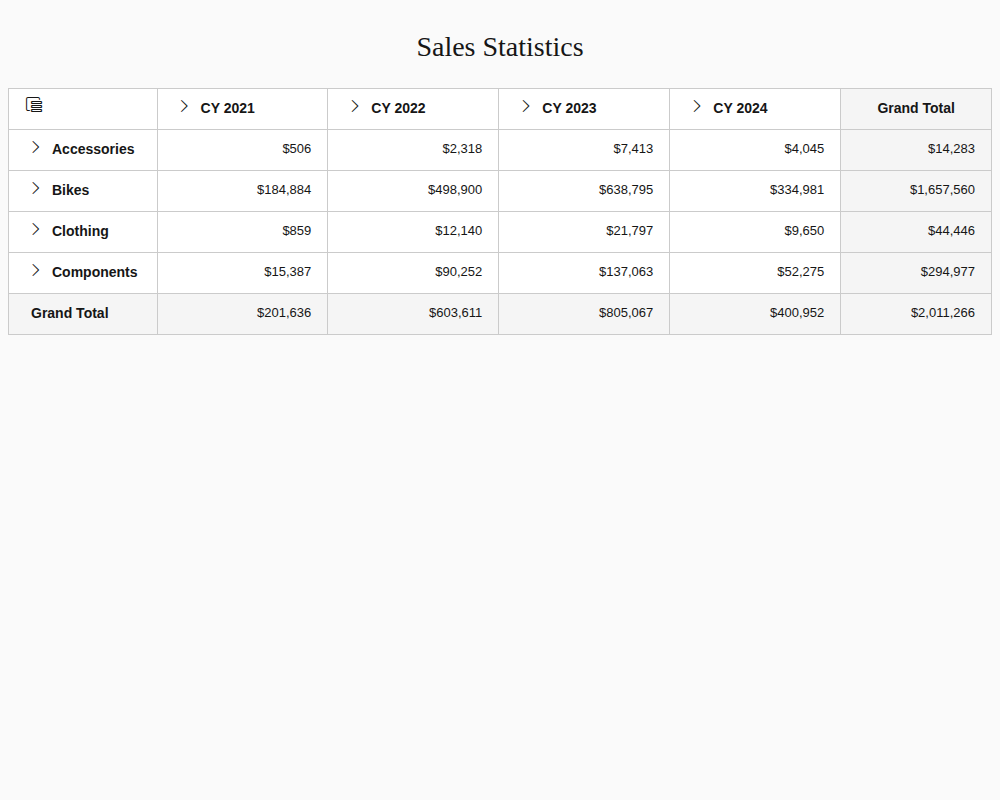 Sales Statistics
CY 2021 CY 2022 CY 2023 CY 2024 Grand Total
Accessories $506 $2,318 $7,413 $4,045 $14,283
Bikes $184,884 $498,900 $638,795 $334,981 $1,657,560
Clothing $859 $12,140 $21,797 $9,650 $44,446
Components $15,387 $90,252 $137,063 $52,275 $294,977
Grand Total $201,636 $603,611 $805,067 $400,952 $2,011,266